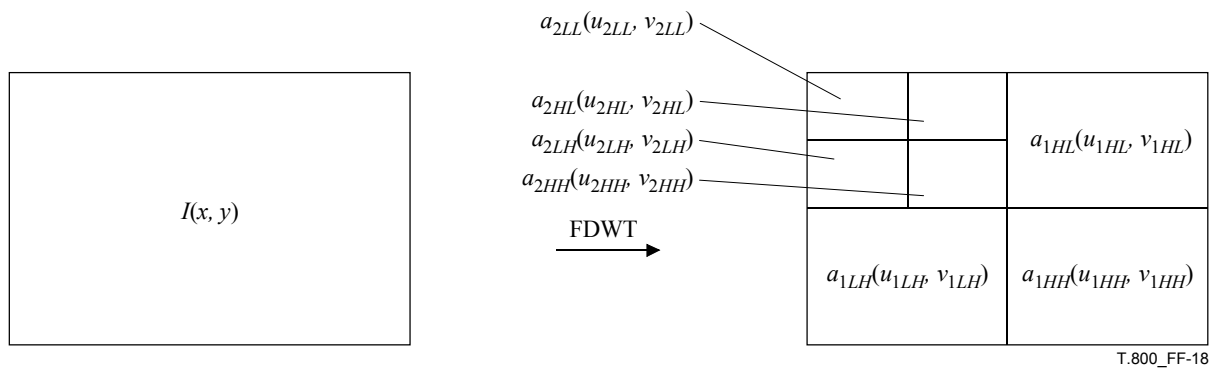 a2LL(u2LL, v2LL)
a2HL(u2HL, v2HL)
a2LH(u2LH, v2LH)
a2HH(u2HH, v2HH)
I(x, y)
FDWT
a1HL(u1HL, v1HL)
a1LH(u1LH, v1LH)
a1HH(u1HH, v1HH)
T.800_FF-18